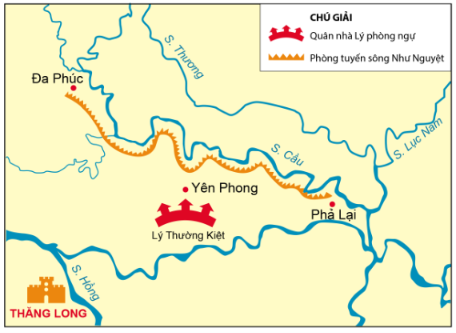 CHÚ GIẢI
Quân nhà Lý phòng ngự
Phòng tuyến sông Như Nguyệt
S. Thương
Đa Phúc
S. Lục Nam
S. Cầu
Yên Phong
Phả Lại
Lý Thường Kiệt
S. Hồng
THĂNG LONG